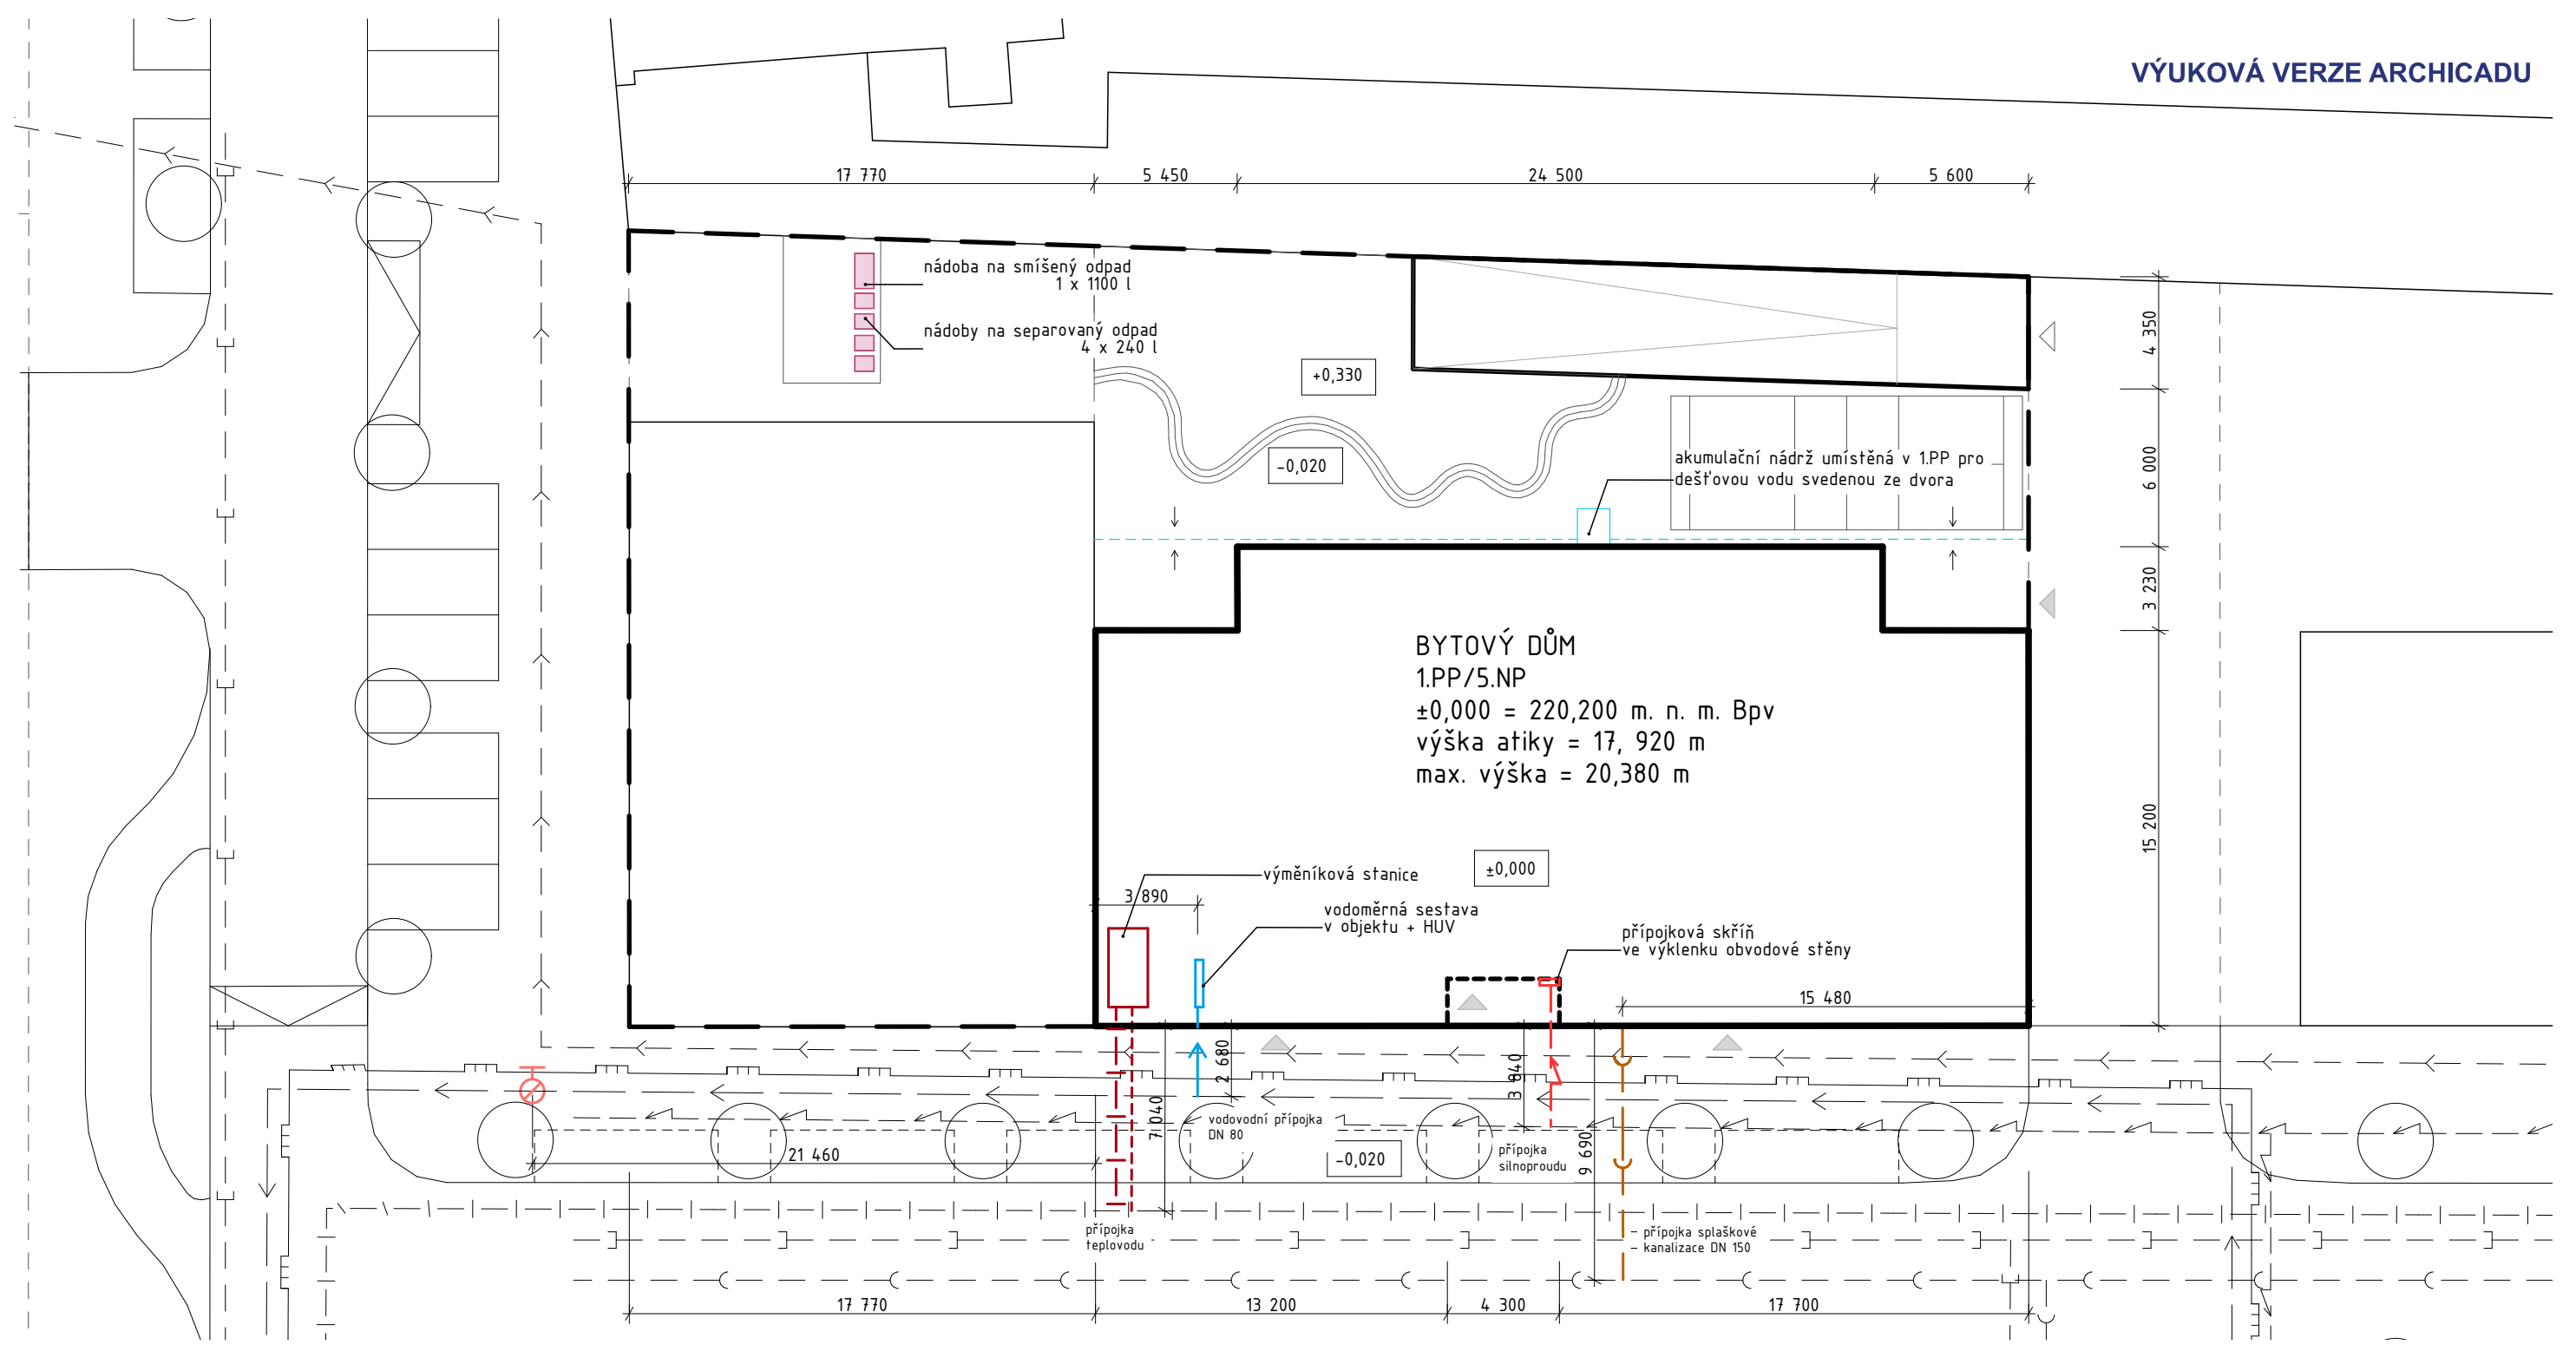 VÝUKOVÁ VERZE ARCHICADU
17 770
5 450
24 500
5 600
nádoba na smíšený odpad
1 x 1100 l
nádoby na separovaný odpad
4 x 240 l
+0,330
4 350
-0,020
akumulační nádrž umístěná v 1.PP pro
dešťovou vodu svedenou ze dvora
6 000
3 230
BYTOVÝ DŮM
1.PP/5.NP
±0,000 = 220,200 m. n. m. Bpv
výška atiky = 17, 920 m
max. výška = 20,380 m
15 200
±0,000
výměníková stanice
3 890
vodoměrná sestava
v objektu + HUV
přípojková skříň
ve výklenku obvodové stěny
15 480
2 680
3 840
7 040
vodovodní přípojka
DN 80
21 460
-0,020
přípojka
silnoproudu
9 690
přípojka
teplovodu
přípojka splaškové
kanalizace DN 150
17 770
13 200
4 300
17 700